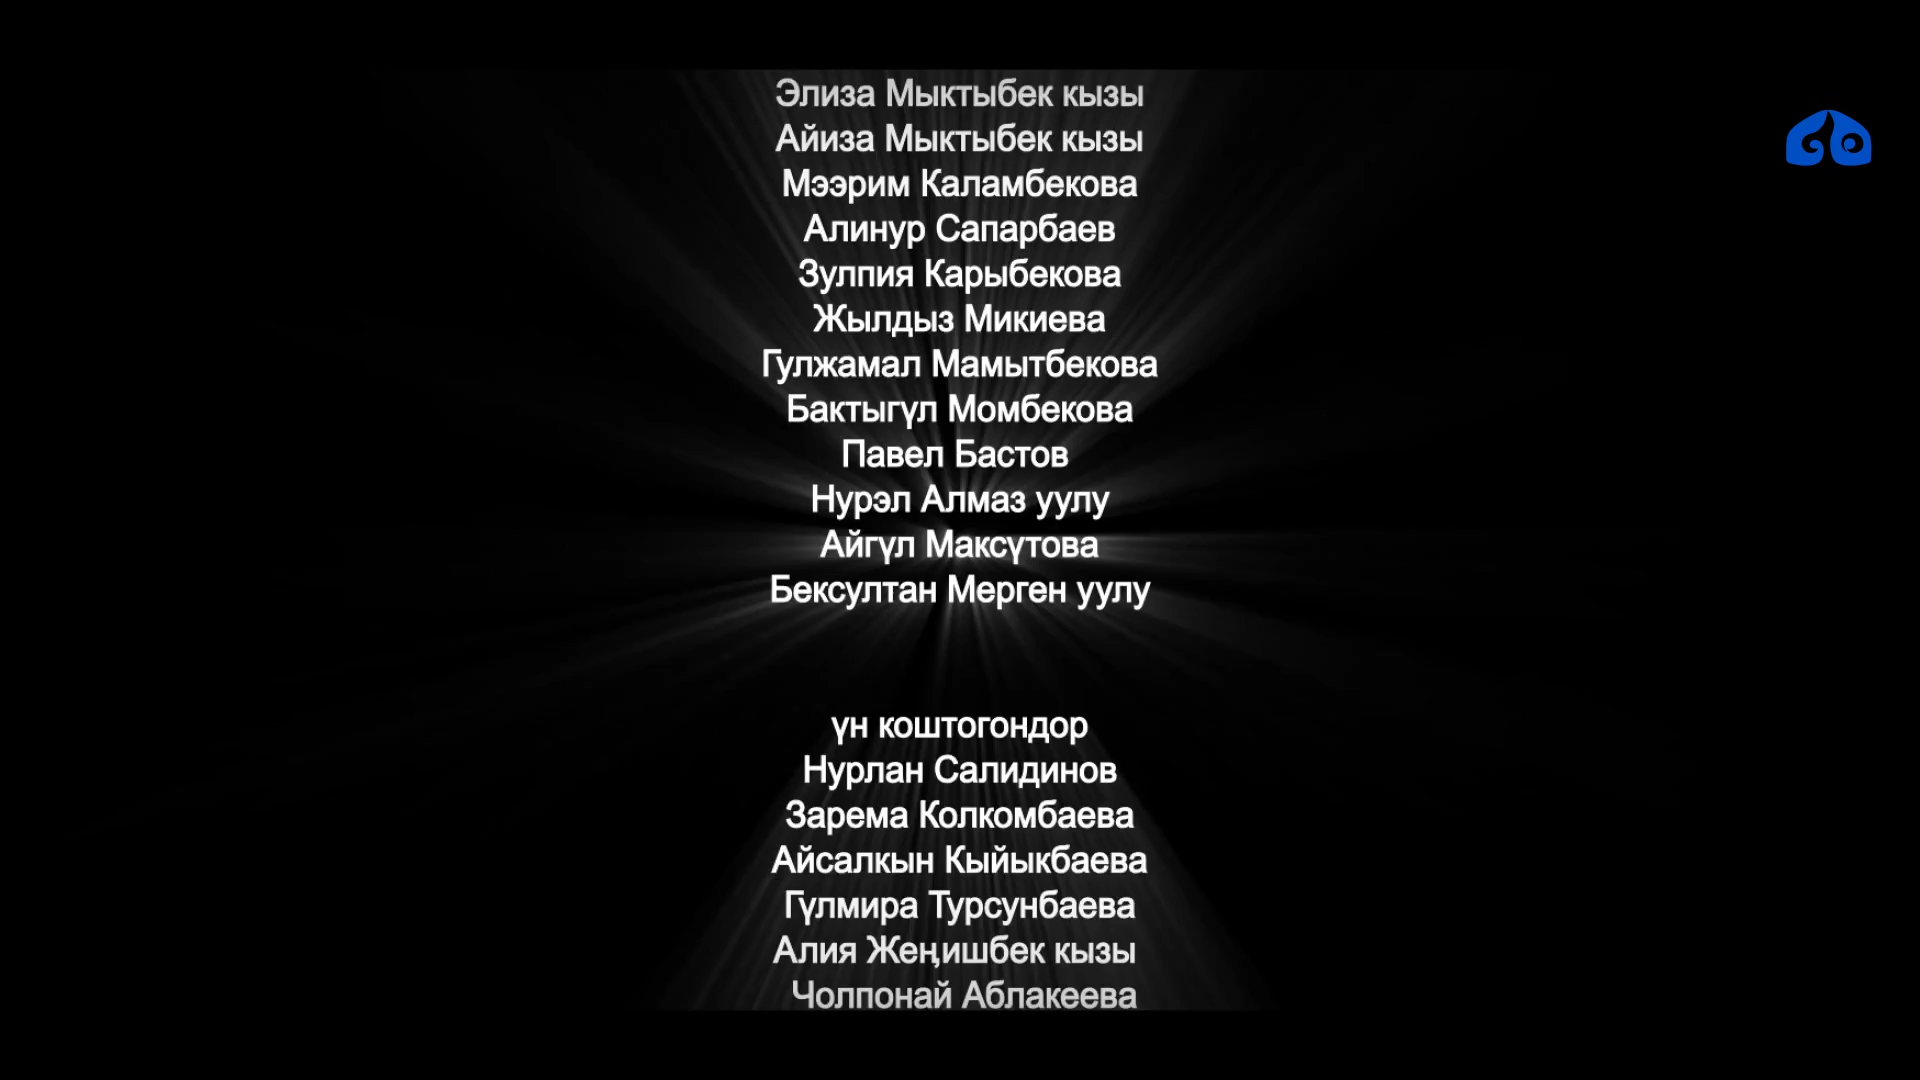 Элиза Мыктыбек кызы
Айиза Мыктыбек кызы
Мээрим Каламбекова
Алинур Сапарбаев
Зулпия Карыбекова
Жылдыз Микиева
Гулжамал Мамытбекова
Бактыгүл Момбекова
Павел Бастов
Нурэл Алмаз уулу
Айгүл Максүтова
Бексултан Мерген уулу
үн коштогондор
Нурлан Салидинов
Зарема Колкомбаева
Айсалкын Кыйыкбаева
Гүлмира Турсунбаева
Алия Жеңишбек кызы
Чолпонай Аблакеева